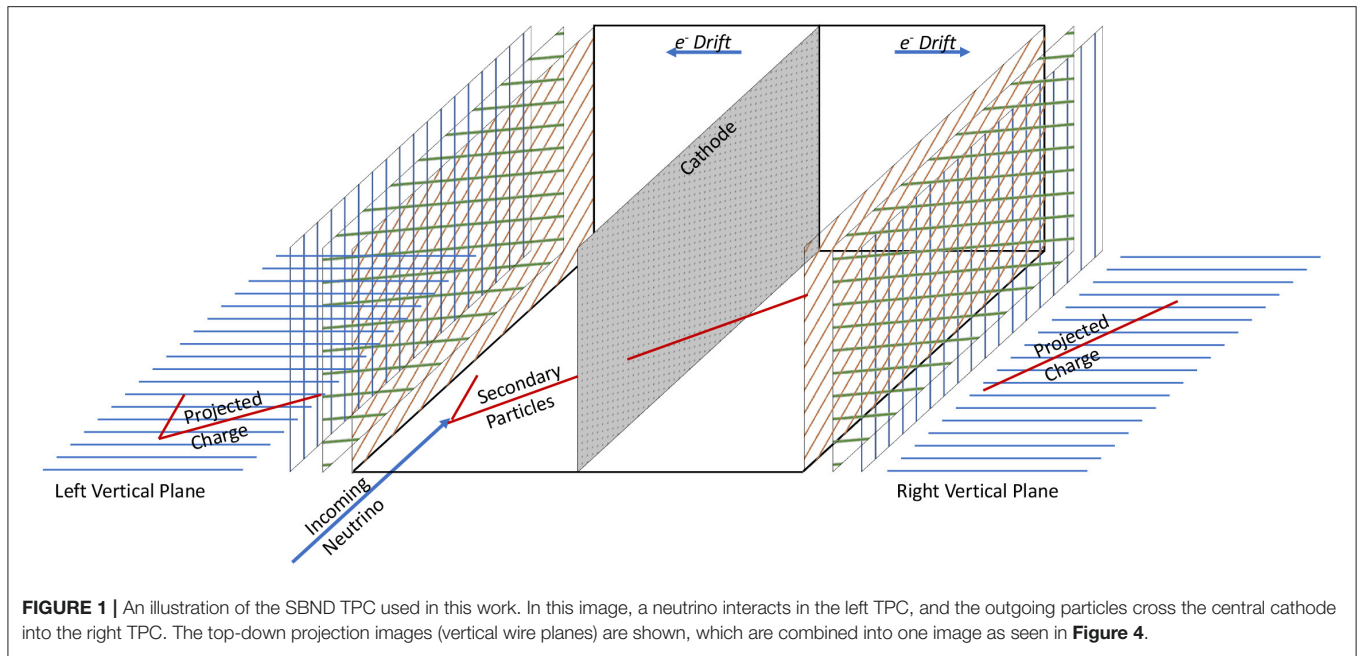 e- Drift
e- Drift
Cathode
Secondary
Particles
Projected
Charge
Projected
Charge
Left Vertical Plane
Right Vertical Plane
Incoming
Neutrino
FIGURE 1 | An illustration of the SBND TPC used in this work. In this image, a neutrino interacts in the left TPC, and the outgoing particles cross the central cathode
into the right TPC. The top-down projection images (vertical wire planes) are shown, which are combined into one image as seen in Figure 4.